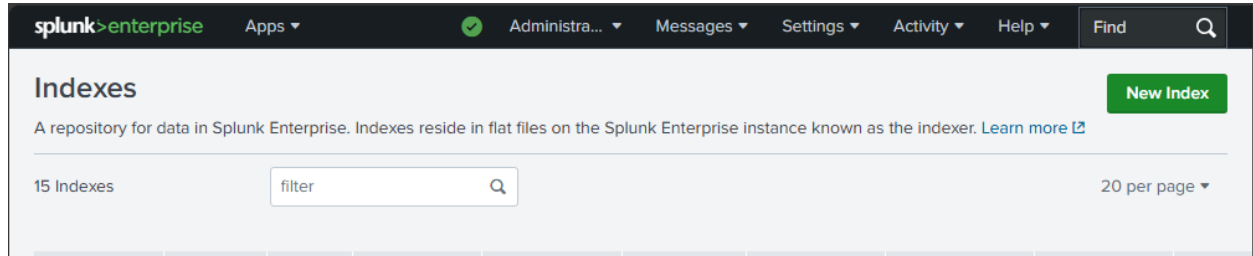 splunk>enterprise Apps Administra... Messages Settings Activity Help Find
Indexes
New Index
A repository for data in Splunk Enterprise. Indexes reside in flat files on the Splunk Enterprise instance known as the indexer. Learn more
15 Indexes filter 20 per page